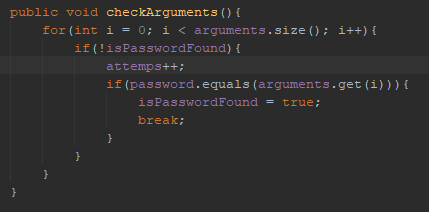 public void checkArguments(){
    for(int i = 0; i < arguments.size(); i++){
        if(!isPasswordFound){
            attemps++;
            if(password.equals(arguments.get(i))){
                isPasswordFound = true;
                break;
            }
        }
    }
}